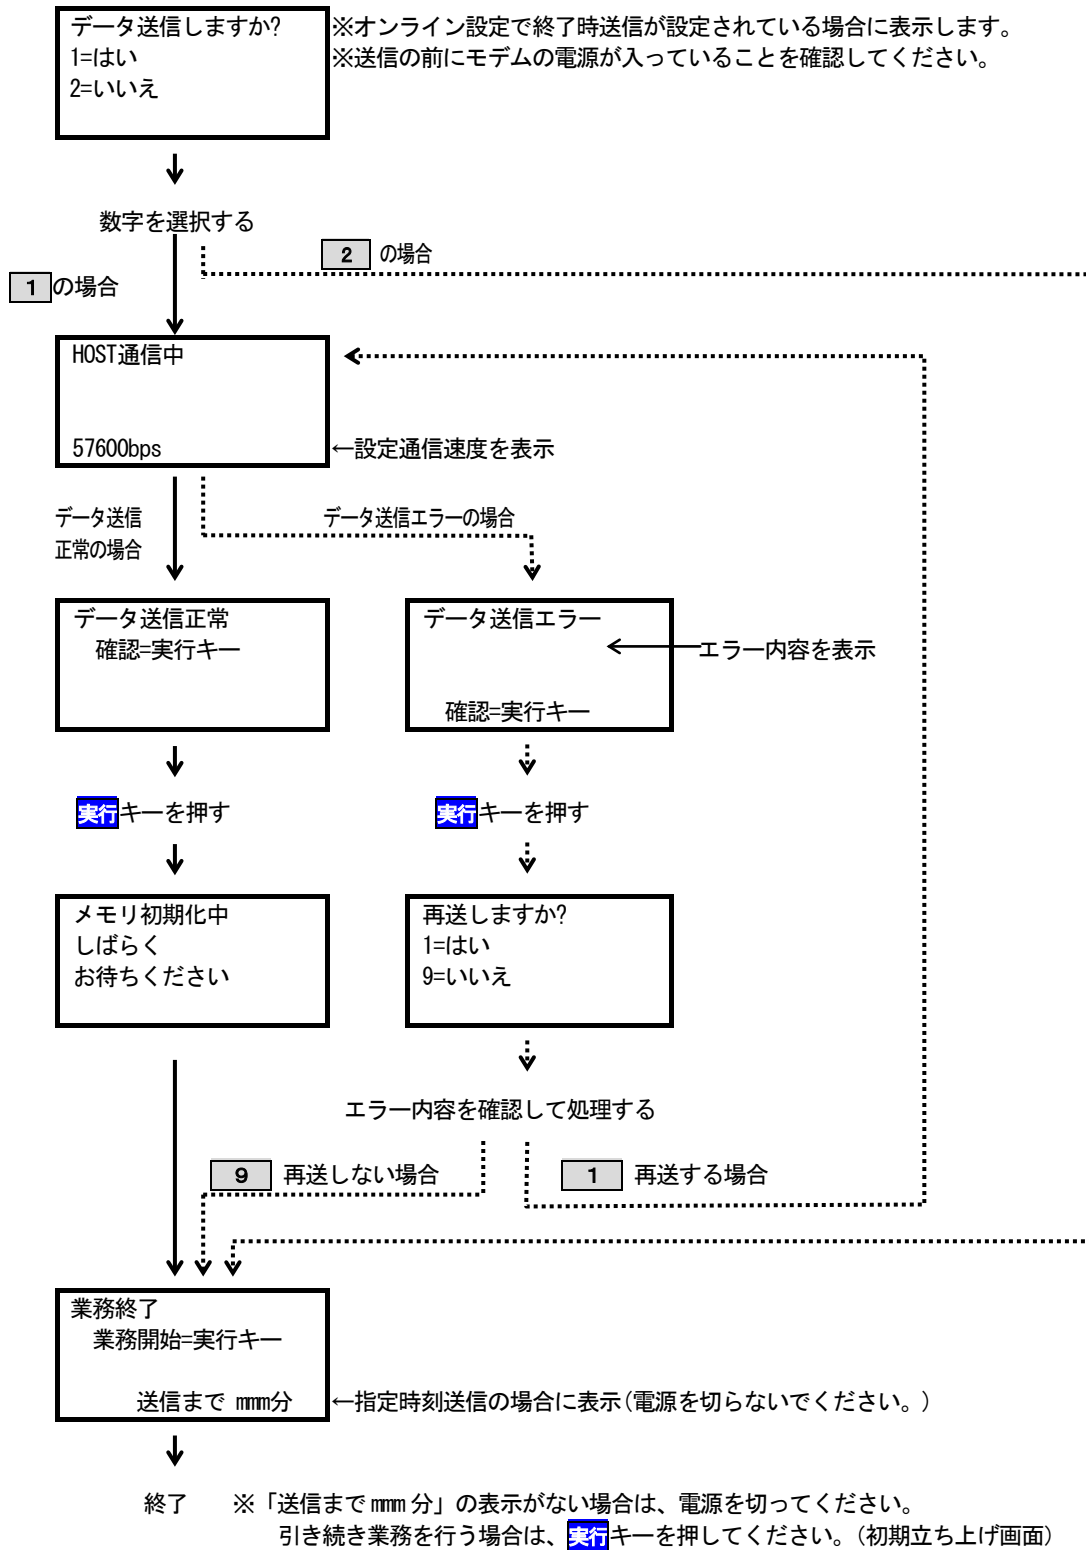 データ送信しますか?
1=はい
2=いいえ
※オンライン設定で終了時送信が設定されている場合に表示します。
※送信の前にモデムの電源が入っていることを確認してください。
数字を選択する
2 の場合
1 の場合
HOST通信中
57600bps
←設定通信速度を表示
データ送信
正常の場合
データ送信エラーの場合
データ送信正常
確認=実行キー
データ送信エラー
確認=実行キー
エラー内容を表示
実行キーを押す
実行キーを押す
メモリ初期化中
しばらく
お待ちください
再送しますか?
1=はい
9=いいえ
エラー内容を確認して処理する
9 再送しない場合
1 再送する場合
業務終了
業務開始=実行キー
送信まで mmm分
←指定時刻送信の場合に表示(電源を切らないでください。)
終了 ※「送信まで mmm 分」の表示がない場合は、電源を切ってください。
引き続き業務を行う場合は、実行キーを押してください。(初期立ち上げ画面)